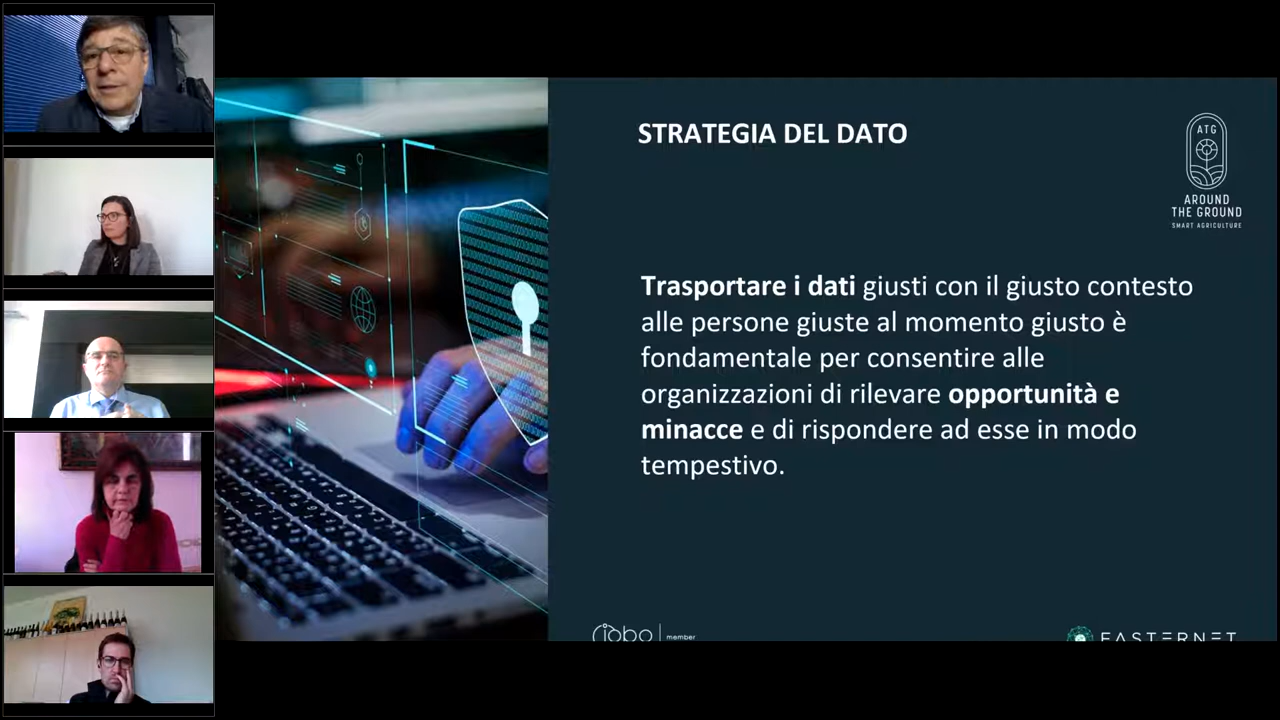 STRATEGIA DEL DATO
ATG
AROUND
THE GROUND
SMART AGRICULTURE
Trasportare i dati giusti con il giusto contesto
alle persone giuste al momento giusto è
fondamentale per consentire alle
organizzazioni di rilevare opportunità e
minacce e di rispondere ad esse in modo
tempestivo.
member
EASTERNET